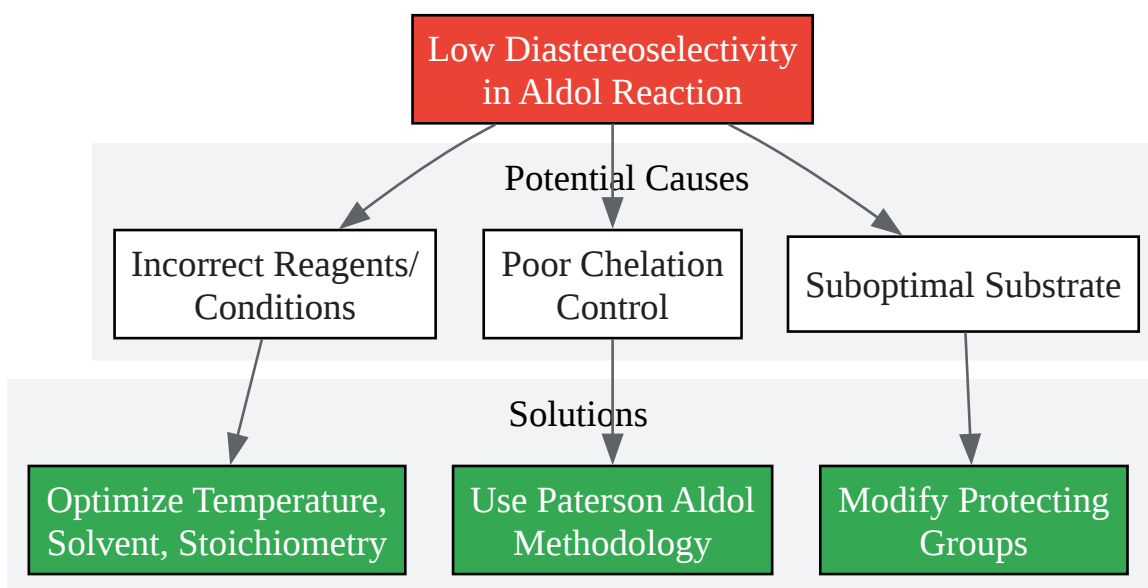 Low Diastereoselectivity
in Aldol Reaction
Potential Causes
Incorrect Reagents/
Conditions
Poor Chelation
Control
Suboptimal Substrate
Solutions
Optimize Temperature,
Solvent, Stoichiometry
Use Paterson Aldol
Methodology
Modify Protecting
Groups